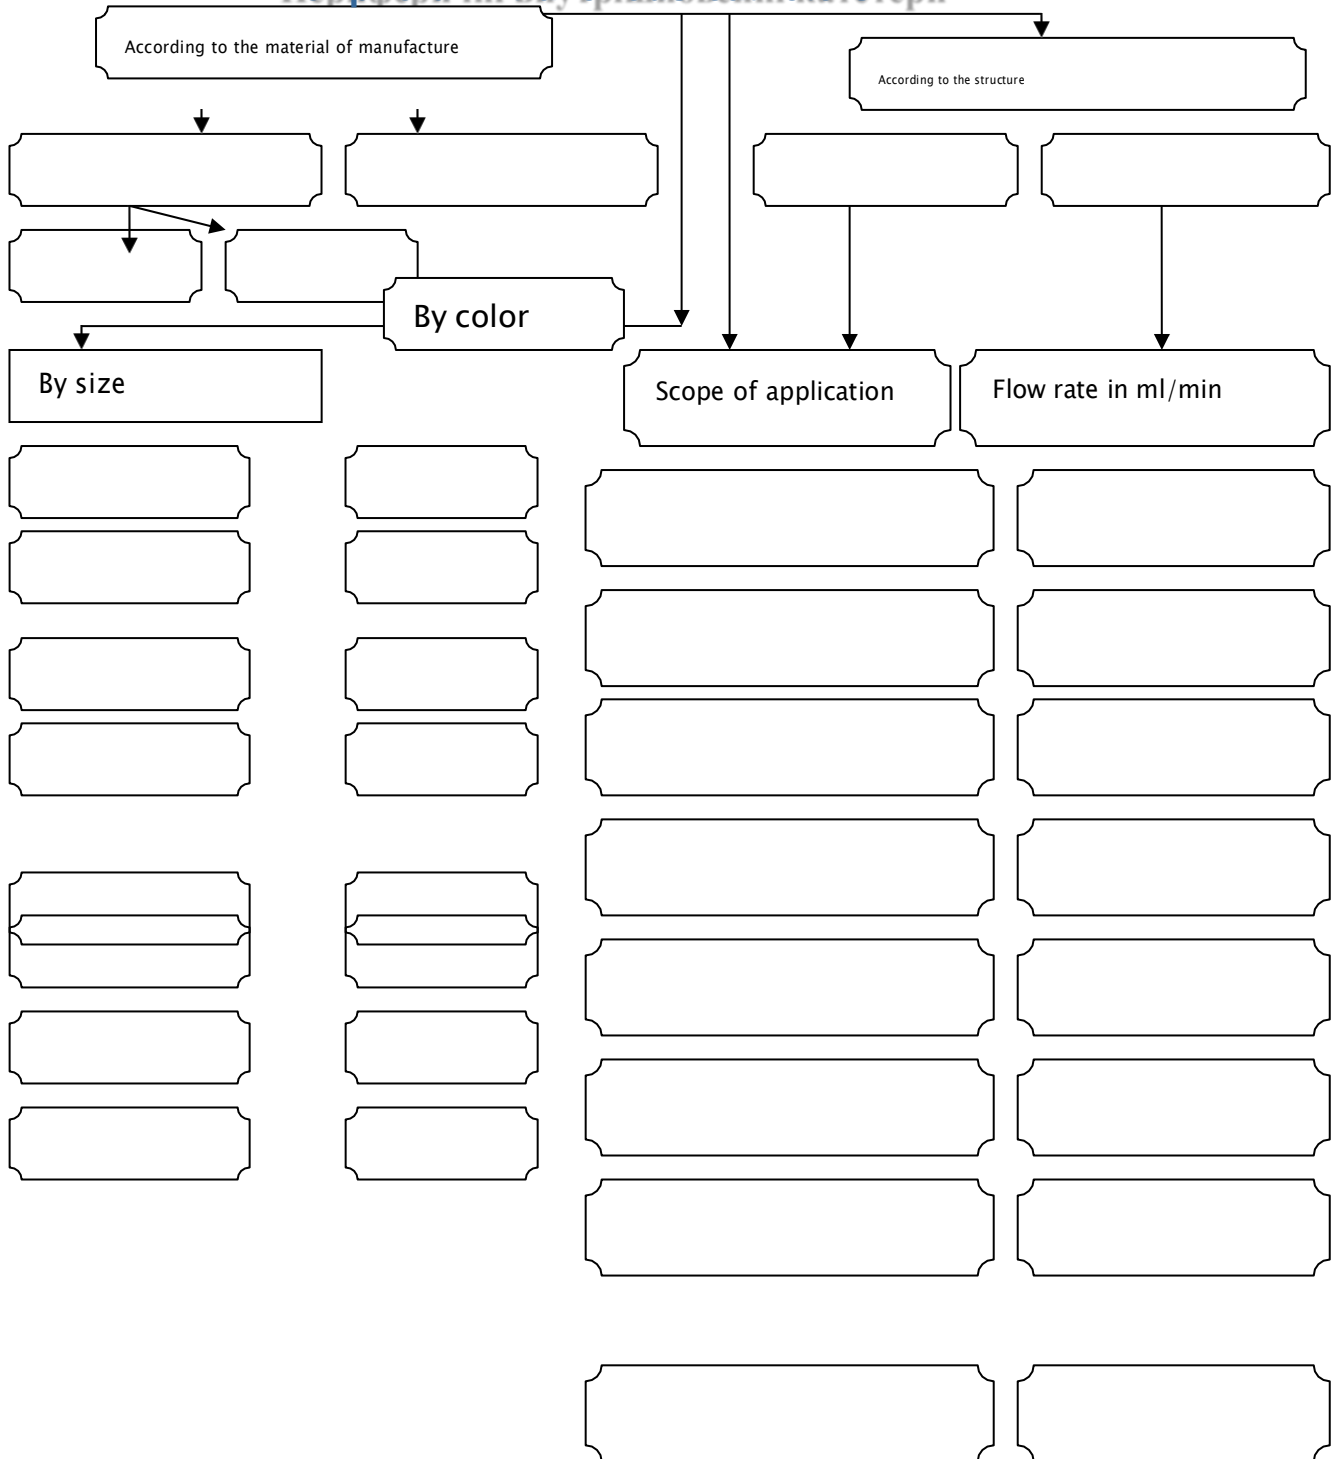 According to the material of manufacture
According to the structure
By color
By size
Scope of application
Flow rate in ml/min